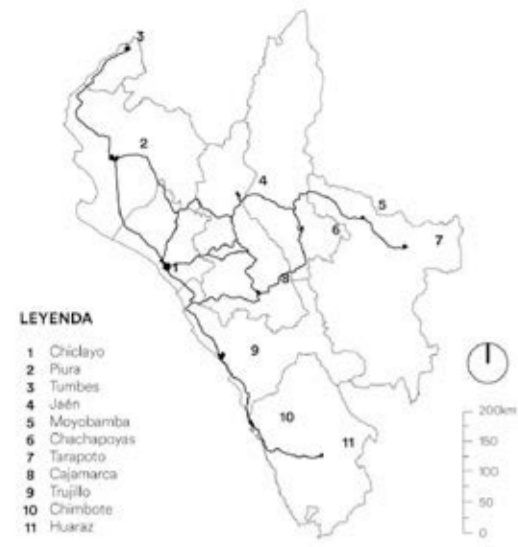 3
2
4
5
6
7
1
8
9
10
11
LEYENDA
1 Chiclayo
2 Piura
3 Tumbes
4 Jaén
5 Moyobamba
6 Chachapoyas
7 Tarapoto
8 Cajamarca
9 Trujillo
10 Chimbote
11 Huaraz
200km
150
100
50
0